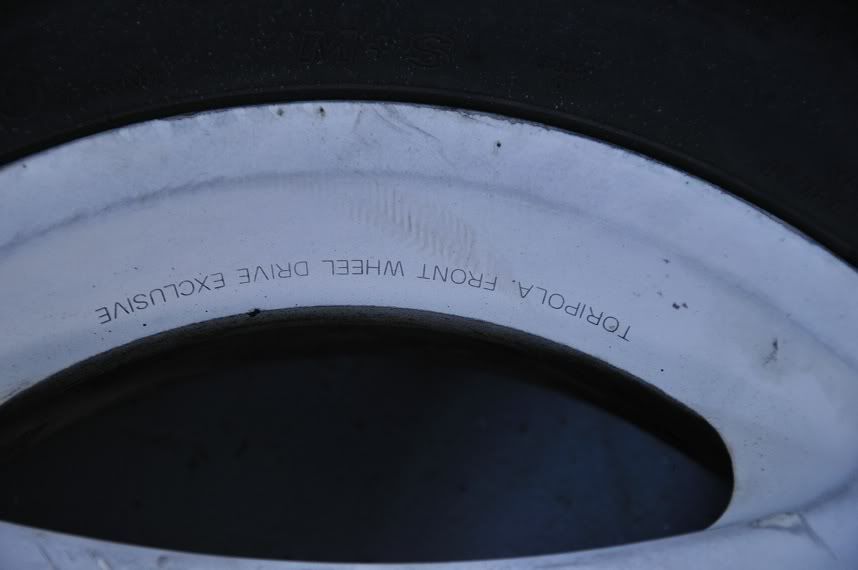 M+S
TORIPOLA. FRONT WHEEL DRIVE EXCLUSIVE